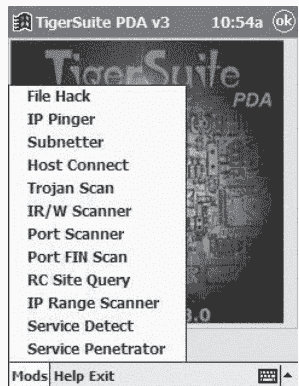 TigerSuite PDA v3 10:54a ok
TigerSuite
PDA
File Hack
IP Pinger
Subnetter
Host Connect
Trojan Scan
IR/W Scanner
Port Scanner
Port FIN Scan
RC Site Query
IP Range Scanner
Service Detect
Service Penetrator
3.0
Mods Help Exit